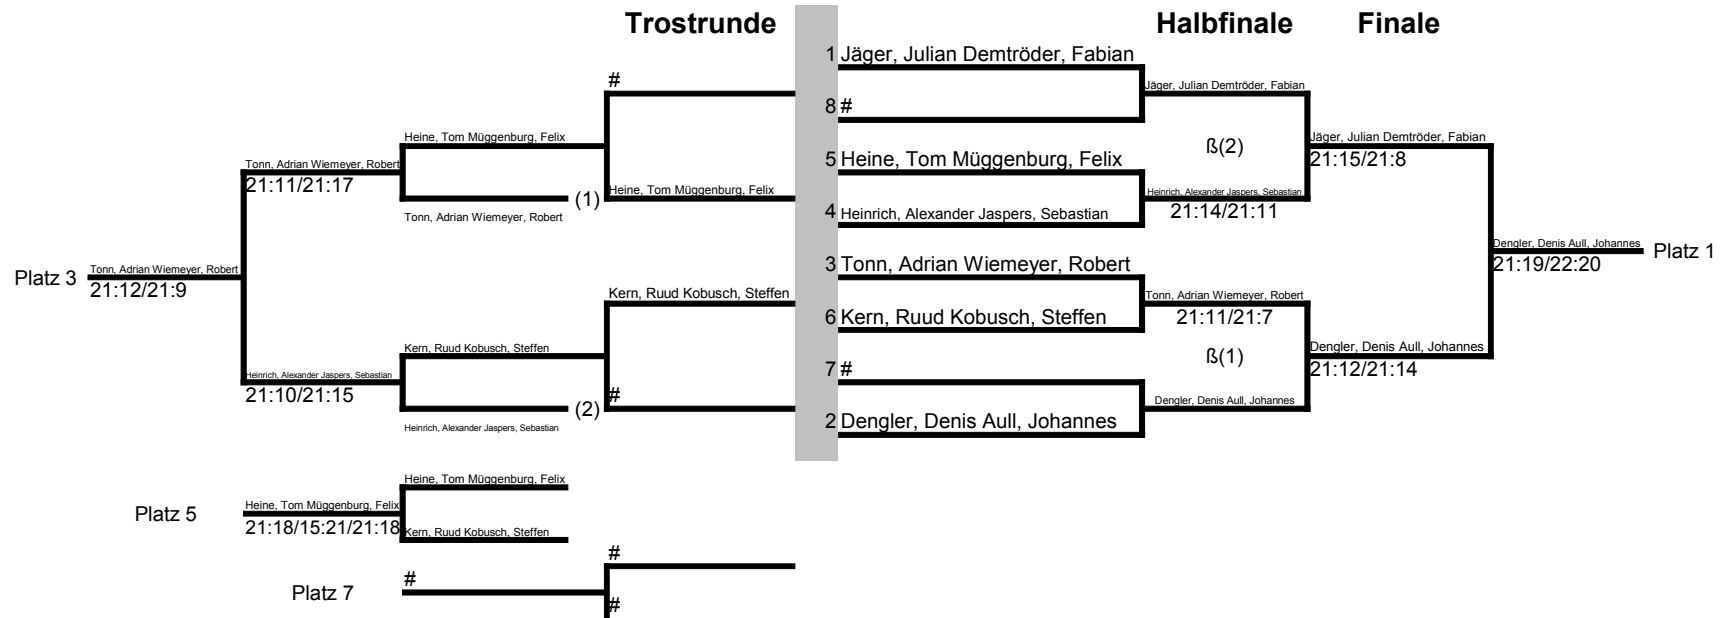 Trostrunde
Halbfinale
Finale
1 Jäger, Julian Demtröder, Fabian
#
Jäger, Julian Demtröder, Fabian
8 #
Heine, Tom Müggenburg, Felix
Jäger, Julian Demtröder, Fabian
ß(2)
Tonn, Adrian Wiemeyer, Robert
5 Heine, Tom Müggenburg, Felix
21:15/21:8
21:11/21:17
Heine, Tom Müggenburg, Felix
Heinrich, Alexander Jaspers, Sebastian
(1)
Tonn, Adrian Wiemeyer, Robert
4 Heinrich, Alexander Jaspers, Sebastian
21:14/21:11
Dengler, Denis Aull, Johannes
Platz 1
3 Tonn, Adrian Wiemeyer, Robert
21:19/22:20
Platz 3
Tonn, Adrian Wiemeyer, Robert
21:12/21:9
Kern, Ruud Kobusch, Steffen
Tonn, Adrian Wiemeyer, Robert
6 Kern, Ruud Kobusch, Steffen
21:11/21:7
Kern, Ruud Kobusch, Steffen
Dengler, Denis Aull, Johannes
ß(1)
Heinrich, Alexander Jaspers, Sebastian
7 #
21:12/21:14
21:10/21:15
#
Dengler, Denis Aull, Johannes
(2)
Heinrich, Alexander Jaspers, Sebastian
2 Dengler, Denis Aull, Johannes
Heine, Tom Müggenburg, Felix
Platz 5
Heine, Tom Müggenburg, Felix
21:18/15:21/21:18
Kern, Ruud Kobusch, Steffen
#
Platz 7
#
#